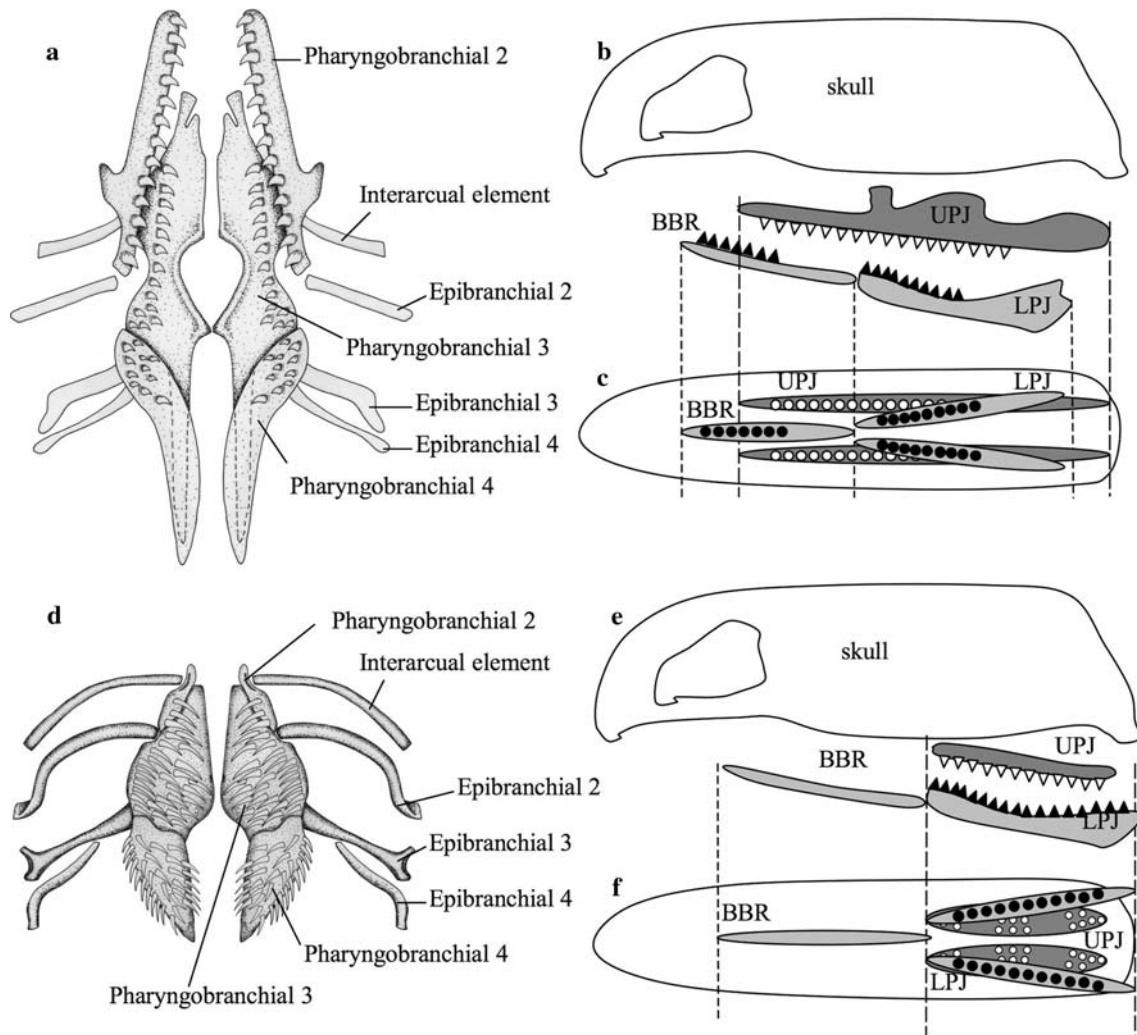 a
Pharyngobranchial 2
Interarcual element
Epibranchial 2
Pharyngobranchial 3
Epibranchial 3
Epibranchial 4
Pharyngobranchial 4
b
skull
BBR
UPJ
LPJ
c
UPJ
LPJ
BBR
d
Pharyngobranchial 2
Interarcual element
Epibranchial 2
Epibranchial 3
Epibranchial 4
Pharyngobranchial 4
Pharyngobranchial 3
e
skull
BBR
UPJ
LPJ
f
BBR
UPJ
LPJ